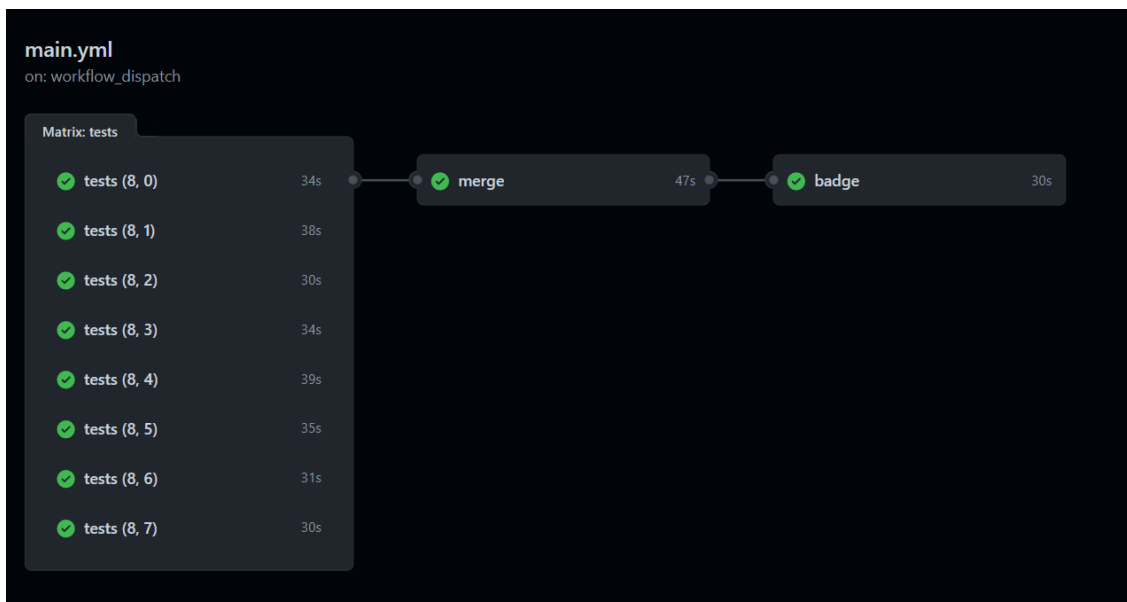 main.yml
on: workflow_dispatch
Matrix: tests
tests (8, 0) 34s
merge 47s
badge 30s
tests (8, 1) 38s
tests (8, 2) 30s
tests (8, 3) 34s
tests (8, 4) 39s
tests (8, 5) 35s
tests (8, 6) 31s
tests (8, 7) 30s